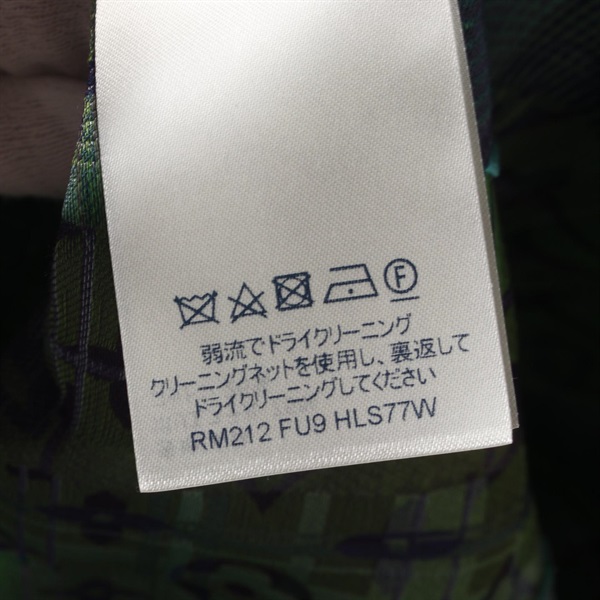 F
弱流でドライクリーニング
クリーニングネットを使用し、裏返して
ドライクリーニングしてください
RM212 FU9 HLS77W